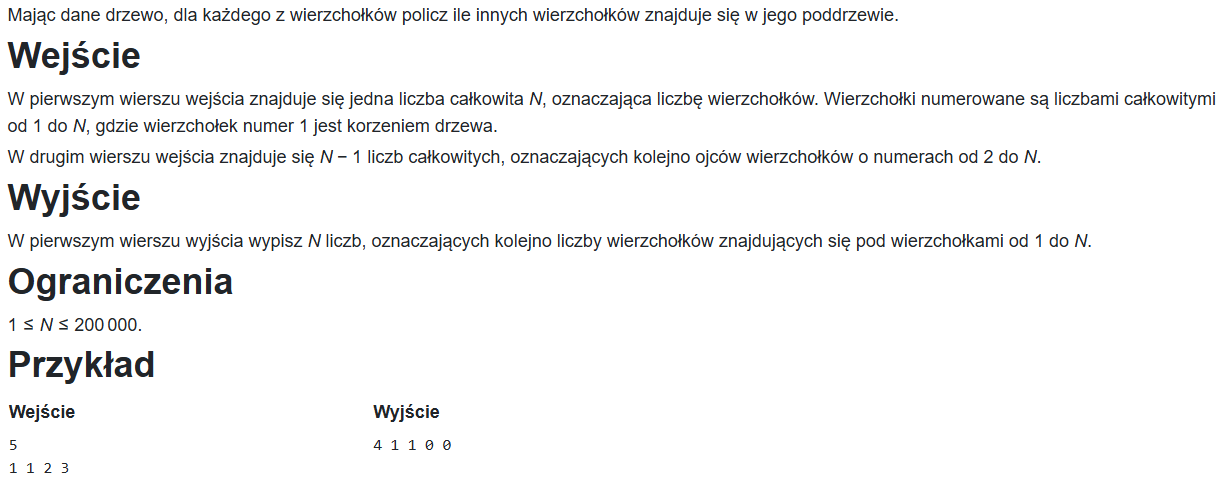 Mając dane drzewo, dla każdego z wierzchołków policz ile innych wierzchołków znajduje się w jego poddrzewie.
Wejście
W pierwszym wierszu wejścia znajduje się jedna liczba całkowita N, oznaczająca liczbę wierzchołków. Wierzchołki numerowane są liczbami całkowitymi
od 1 do N, gdzie wierzchołek numer 1 jest korzeniem drzewa.
W drugim wierszu wejścia znajduje się N − 1 liczb całkowitych, oznaczających kolejno ojców wierzchołków o numerach od 2 do N.
Wyjście
W pierwszym wierszu wyjścia wypisz N liczb, oznaczających kolejno liczby wierzchołków znajdujących się pod wierzchołkami od 1 do N.
Ograniczenia
1 ≤ N ≤ 200 000.
Przykład
Wejście Wyjście
5 4 1 1 0 0
1 1 2 3